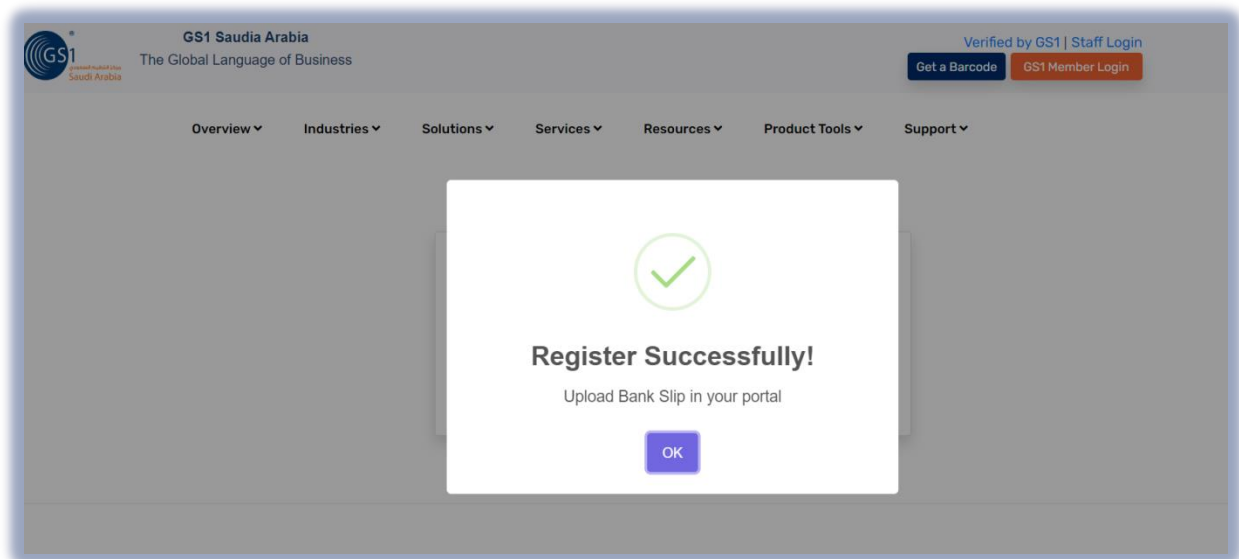 GS1 Saudia Arabia
The Global Language of Business
GS1
Saudi Arabia
Verified by GS1 | Staff Login
Get a Barcode
GS1 Member Login
Overview
Industries
Solutions
Services
Resources
Product Tools
Support
Register Successfully!
Upload Bank Slip in your portal
OK